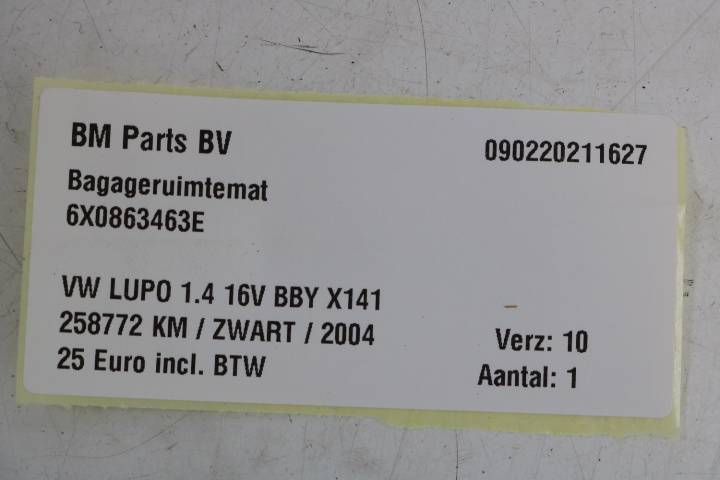 BM Parts BV
090220211627
Bagageruimtemat
6X0863463E
VW LUPO 1.4 16V BBY X141
258772 KM / ZWART / 2004
Verz: 10
25 Euro incl. BTW
Aantal: 1